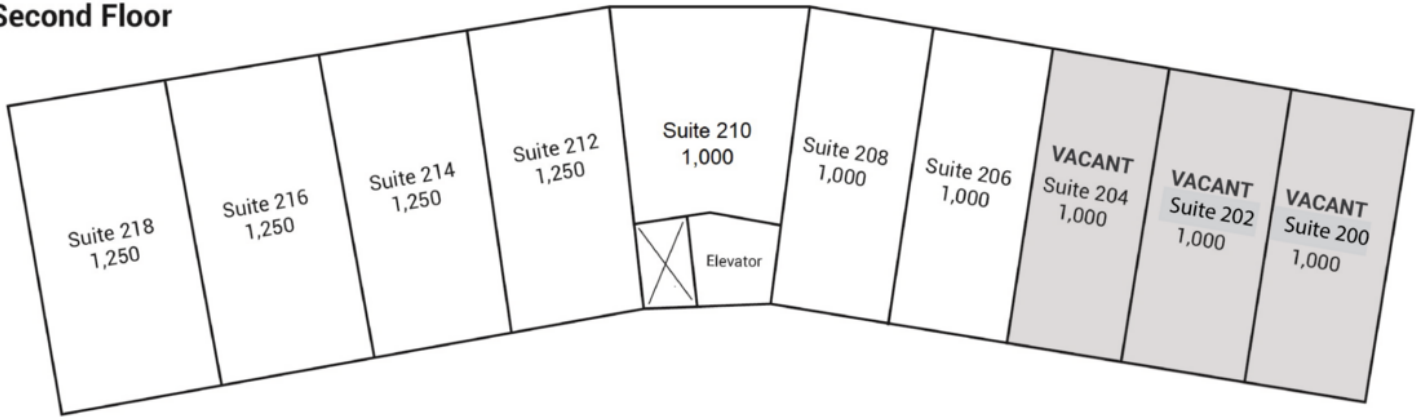 Second Floor
Suite 218
1,250
Suite 216
1,250
Suite 214
1,250
Suite 212
1,250
Suite 210
1,000
Elevator
Suite 208
1,000
Suite 206
1,000
VACANT
Suite 204
1,000
VACANT
Suite 202
1,000
VACANT
Suite 200
1,000